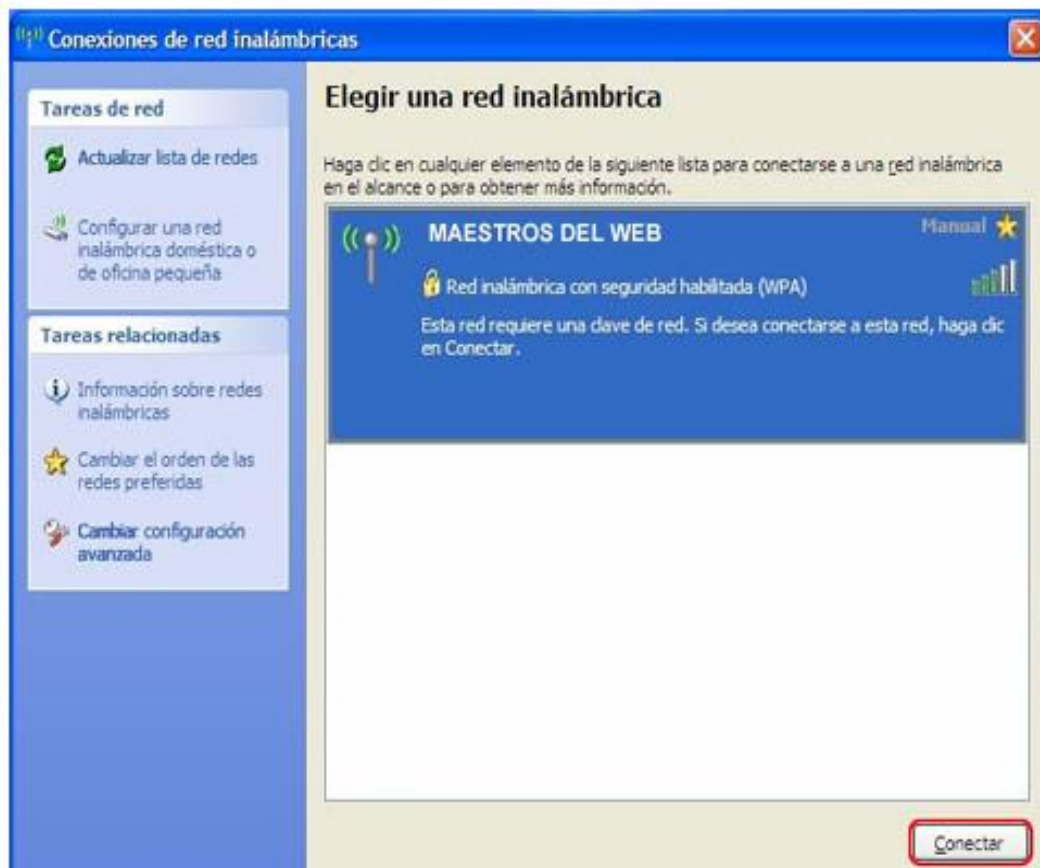 Conexiones de red inalámbricas
Tareas de red
Actualizar lista de redes
Configurar una red
inalámbrica doméstica o
de oficina pequeña
Tareas relacionadas
Información sobre redes
inalámbricas
Cambiar el orden de las
redes preferidas
Cambiar configuración
avanzada
Elegir una red inalámbrica
Haga clic en cualquier elemento de la siguiente lista para conectarse a una red inalámbrica
en el alcance o para obtener más información.
MAESTROS DEL WEB
Manual
Red inalámbrica con seguridad habilitada (WPA)
Esta red requiere una clave de red. Si desea conectarse a esta red, haga clic
en Conectar.
Conectar